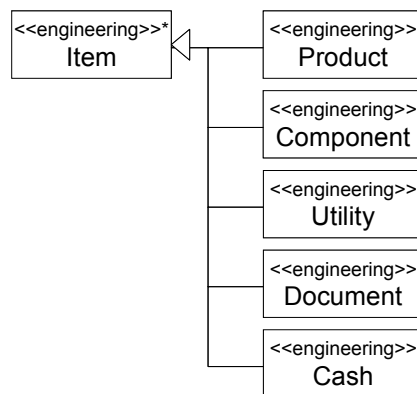 <<engineering>>*
Item
<<engineering>>
Product
<<engineering>>
Component
<<engineering>>
Utility
<<engineering>>
Document
<<engineering>>
Cash